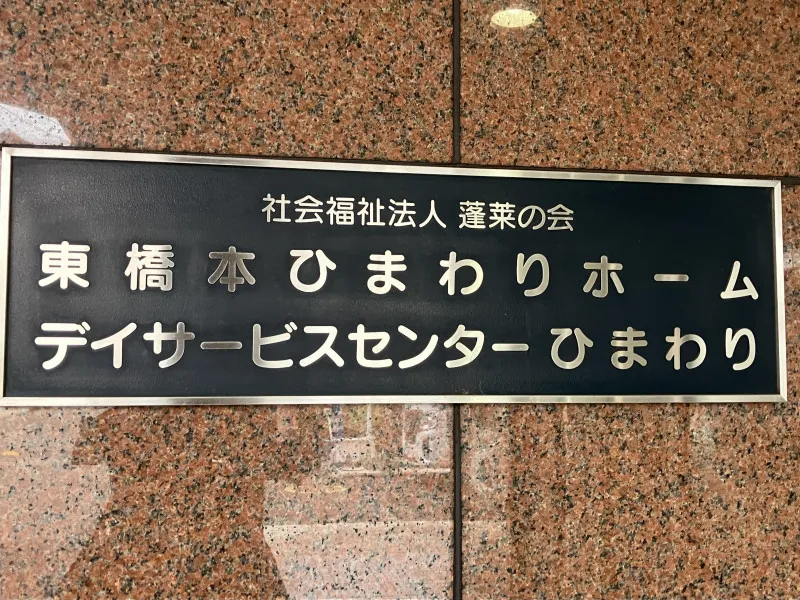 社会福祉法人 蓬莱の会
東橋本ひまわりホーム
デイサービスセンターひまわり